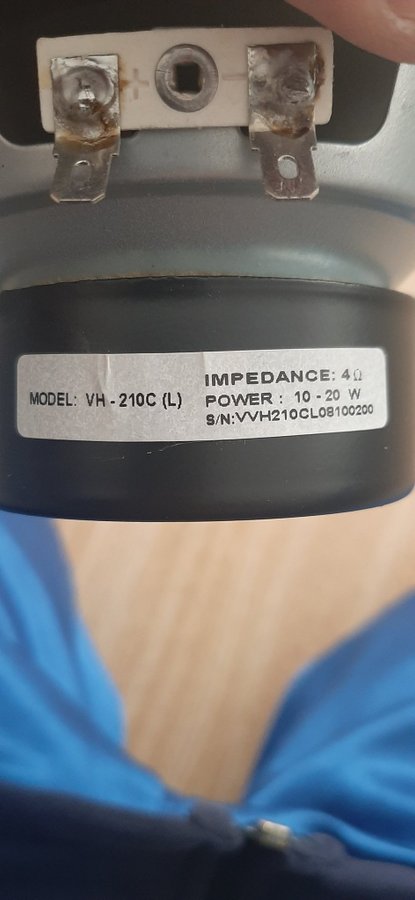 + -
MODEL: VH - 210C (L)
IMPEDANCE: 4Ω
POWER : 10 - 20 W
S/N:VVH210CL08100200